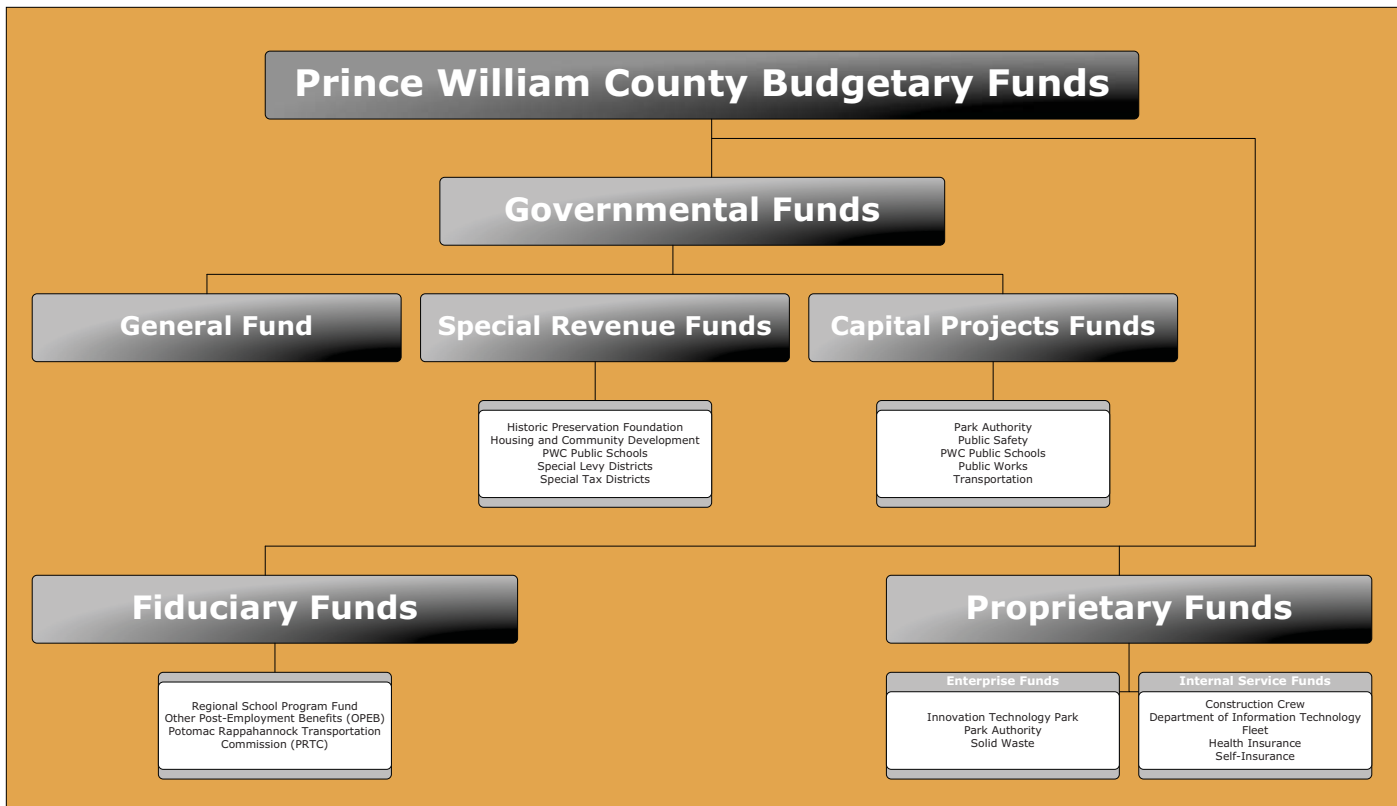 Prince William County Budgetary Funds
Governmental Funds
General Fund
Special Revenue Funds
Capital Projects Funds
Historic Preservation Foundation
Housing and Community Development
PWC Public Schools
Special Levy Districts
Special Tax Districts
Park Authority
Public Safety
PWC Public Schools
Public Works
Transportation
Fiduciary Funds
Proprietary Funds
Regional School Program Fund
Other Post-Employment Benefits (OPEB)
Potomac Rappahannock Transportation
Commission (PRTC)
Enterprise Funds
Innovation Technology Park
Park Authority
Solid Waste
Internal Service Funds
Construction Crew
Department of Information Technology
Fleet
Health Insurance
Self-Insurance